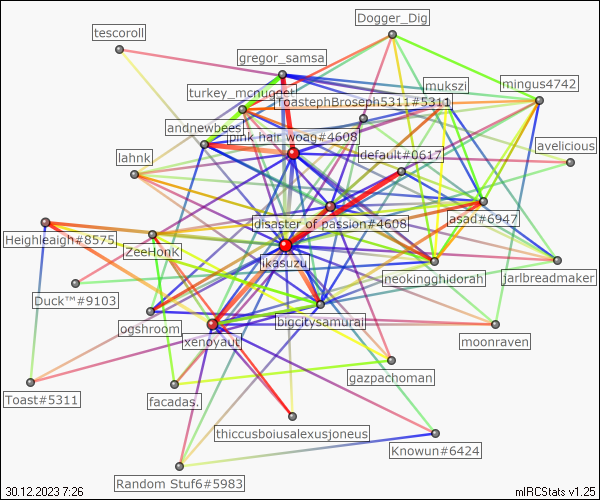 Dogger_Dig
tescoroll
gregor_samsa
mukszi
mingus4742
turkey_mcnugget
ToastephBroseph5311#5311
andnewbees
pink hair woag#4608
avelicious
lahnk
default#0617
disaster of passion#4608
asad#6947
Heighleaigh#8575
ZeeHonK
ikasuzu
neokingghidorah
jarlbreadmaker
Duck™#9103
ogshroom
bigcitysamurai
xenoyaut
moonraven
gazpachoman
Toast#5311
facadas.
thiccusboiusalexusjoneus
Knowun#6424
Random Stuf6#5983
30.12.2023 7:26
mIRCStats v1.25